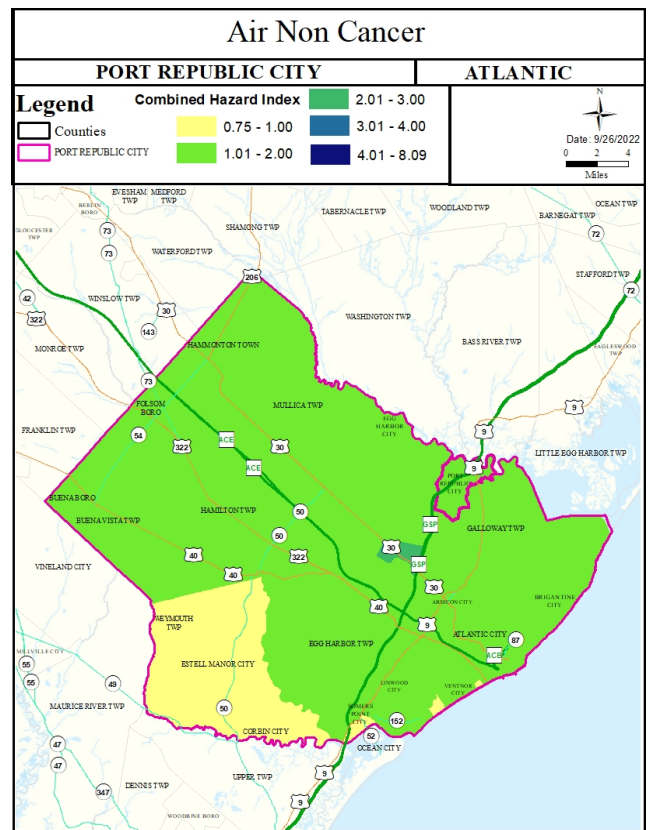 Air Non Cancer
PORT REPUBLIC CITY
ATLANTIC
Legend
Combined Hazard Index
Counties
PORT REPUBLIC CITY
0.75 - 1.00
1.01 - 2.00
2.01 - 3.00
3.01 - 4.00
4.01 - 8.09
N
Date: 9/26/2022
0 2 4
Miles
EVESHAM TWP
MEDFORD TWP
BERLIN BORO
TABERNACLE TWP
WOODLAND TWP
OCEAN TWP
BARNEGAT TWP
GLOUCESTER TWP
73
SHAMONG TWP
72
73
WATERFORD TWP
STAFFORD TWP
206
72
42
WINSLOW TWP
30
322
143
WASHINGTON TWP
BASS RIVER TWP
EAGLESWOOD TWP
MONROE TWP
HAMMONTON TOWN
73
FOLSOM BORO
MULLICA TWP
9
EGG HARBOR CITY
FRANKLIN TWP
54
ACE
322
30
9
LITTLE EGG HARBOR TWP
ACE
9
PORT REPUBLIC CITY
BUENA BORO
HAMILTON TWP
50
BUENA VISTA TWP
50
GSP
GALLOWAY TWP
30
322
40
GSP
VINELAND CITY
40
30
BRIGANTINE CITY
40
ABSECON CITY
WEYMOUTH TWP
9
ATLANTIC CITY
87
EGG HARBOR TWP
ACE
MILLVILLE CITY
55
ESTELL MANOR CITY
55
49
LINWOOD CITY
VENTNOR CITY
MAURICE RIVER TWP
50
SOMERS POINT CITY
152
CORBIN CITY
52
OCEAN CITY
47
47
UPPER TWP
9
DENNIS TWP
347
9
WOODBINE BORO